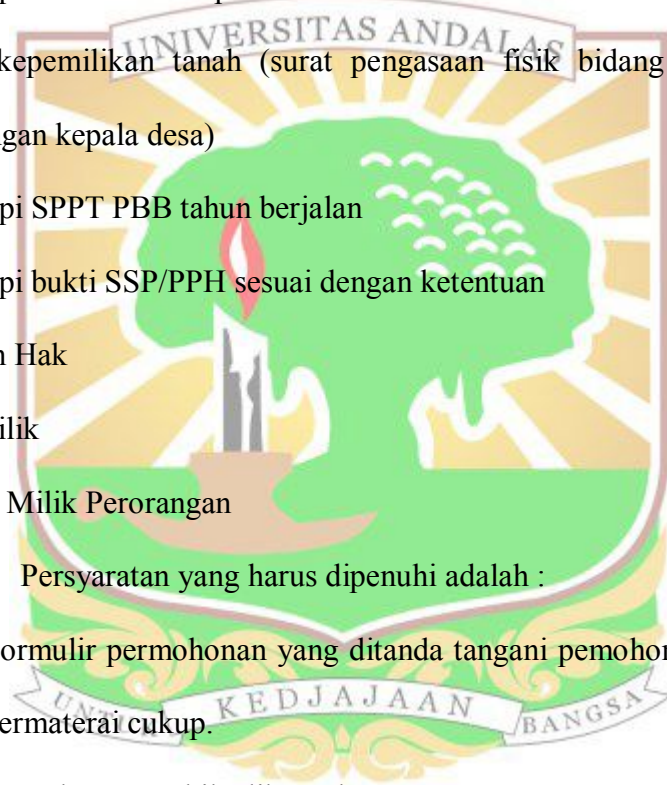 UNIVERSITAS ANDALAS
kepemilikan tanah (surat pengasaan fisik bidang
ngan kepala desa)
pi SPPT PBB tahun berjalan
pi bukti SSP/PPH sesuai dengan ketentuan
n Hak
ilik
Milik Perorangan
Persyaratan yang harus dipenuhi adalah :
ormulir permohonan yang ditanda tangani pemohon
ermaterai cukup.
UNTUK KEDJAJAAN BANGSA